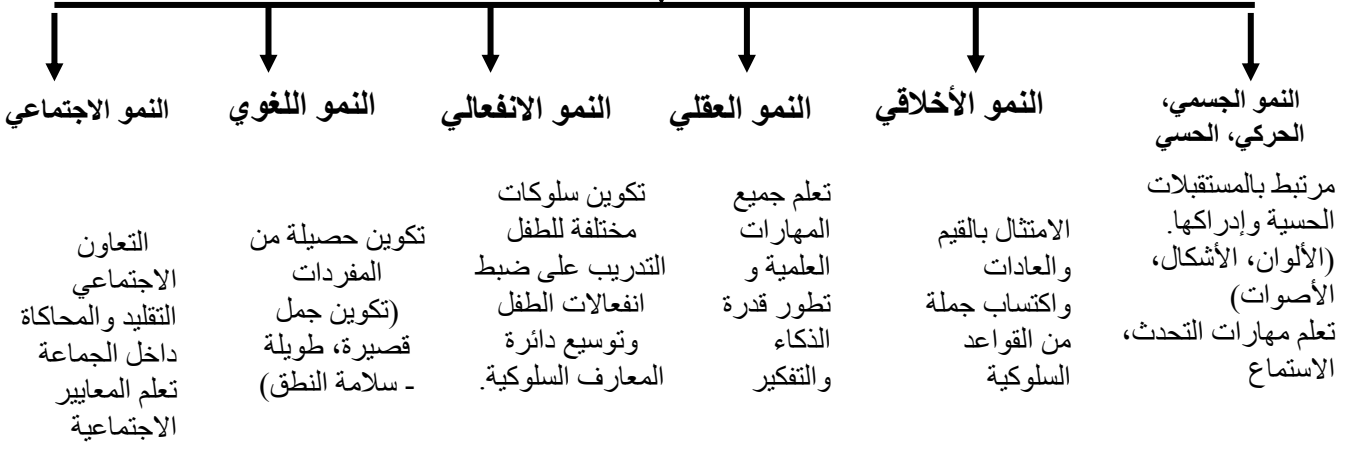 النمو الجسمي،
الحركي، الحسي
مرتبط بالمستقبلات
الحسية وإدراكها.
(الألوان، الأشكال،
الأصوات)
تعلم مهارات التحدث،
الاستماع
النمو الأخلاقي
الامتثال بالقيم
والعادات
واكتساب جملة
من القواعد
السلوكية
النمو العقلي
تعلم جميع
المهارات
العلمية و
تطور قدرة
الذكاء
والتفكير
النمو الانفعالي
تكوين سلوكات
مختلفة للطفل
التدريب على ضبط
انفعالات الطفل
وتوسيع دائرة
المعارف السلوكية.
النمو اللغوي
تكوين حصيلة من
المفردات
(تكوين جمل
قصيرة، طويلة
- سلامة النطق)
النمو الاجتماعي
التعاون
الاجتماعي
التقليد والمحاكاة
داخل الجماعة
تعلم المعايير
الاجتماعية